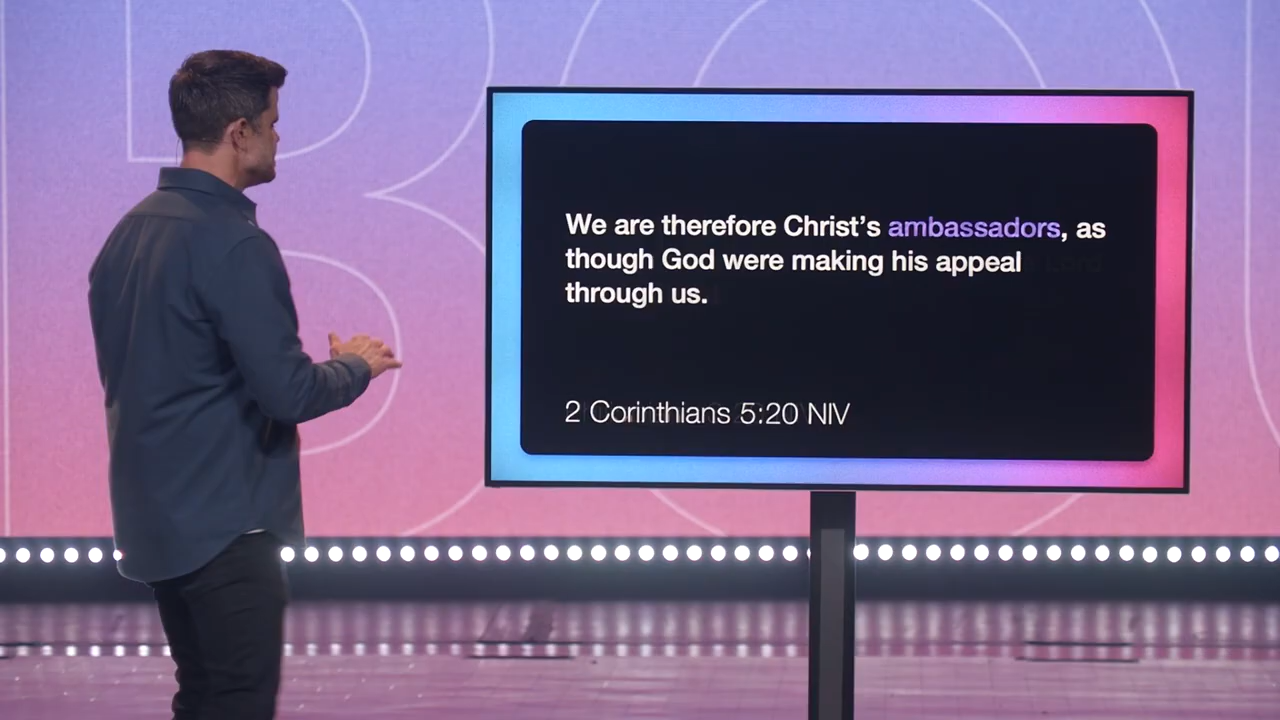 We are therefore Christ’s ambassadors, as
though God were making his appeal
through us.
2 Corinthians 5:20 NIV